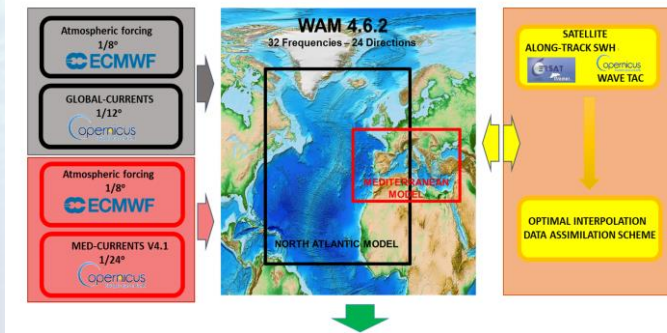 Atmospheric forcing
1/8°
ECMWF
GLOBAL-CURRENTS
1/12°
opernicus
Atmospheric forcing
1/8°
ECMWF
MED-CURRENTS V4.1
1/24°
opernicus
WAM 4.6.2
32 Frequencies – 24 Directions
MEDITERRANEAN
MODEL
NORTH ATLANTIC MODEL
SATELLITE
ALONG-TRACK SWH
opernicus
WAVE TAC
OPTIMAL INTERPOLATION
DATA ASSIMILATION SCHEME